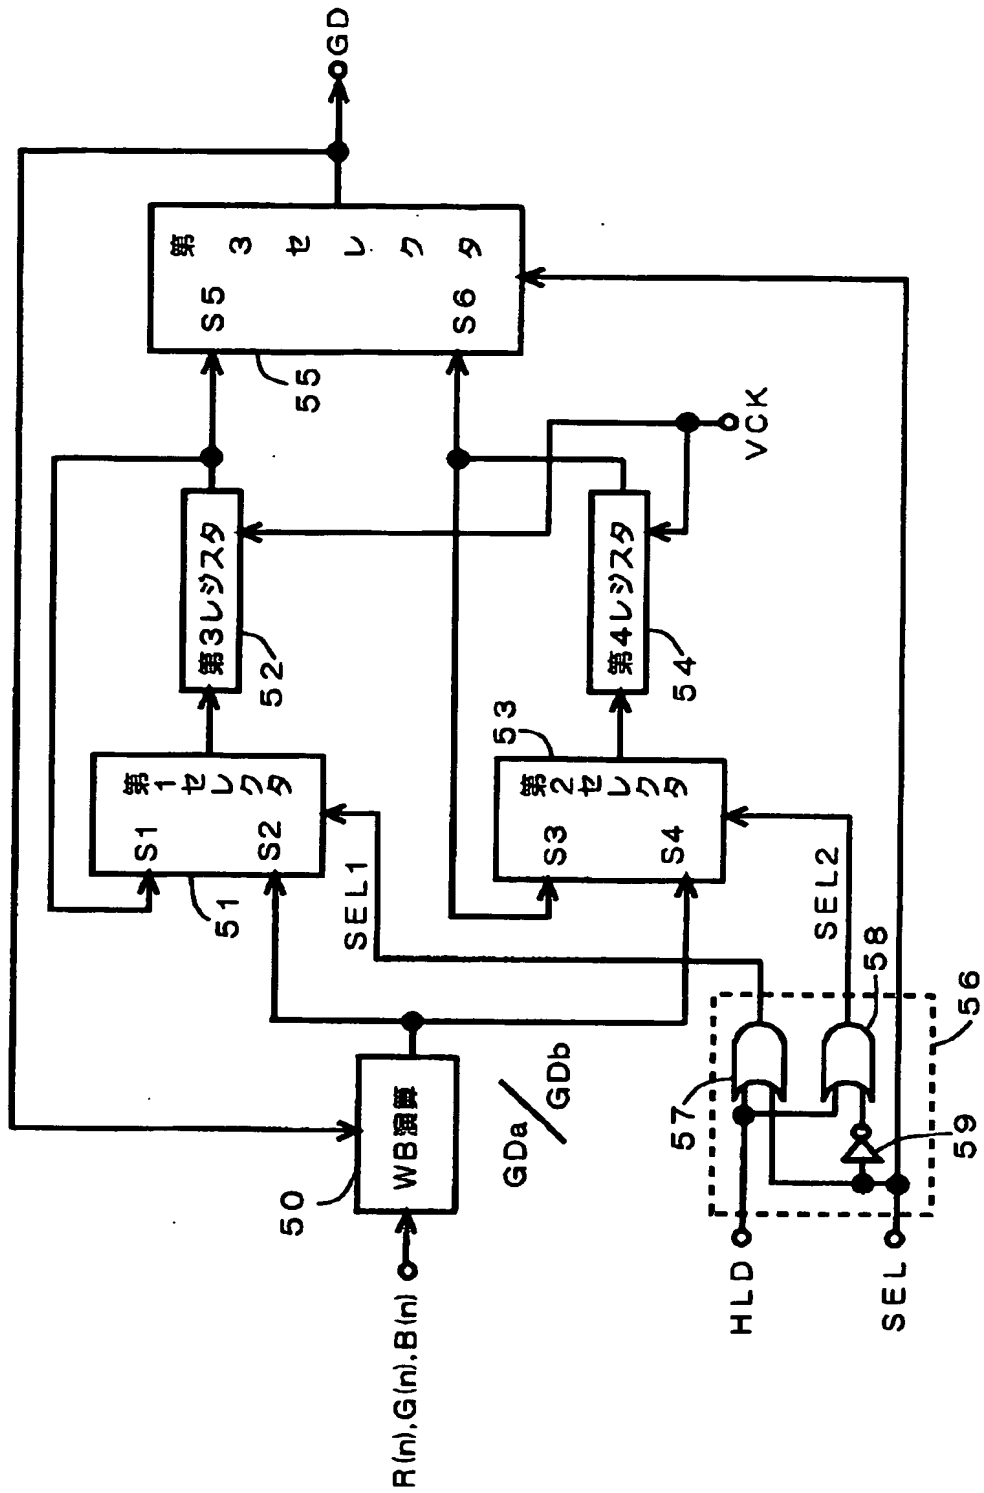 R(n),G(n),B(n)
50
WB演算
GDa/GDb
51
第1セレクタ
S1
S2
SEL1
第3レジスタ
52
53
第2セレクタ
S3
S4
SEL2
第4レジスタ
54
第3セレクタ
S5
S6
55
GD
VCK
HLD
SEL
57
58
59
56